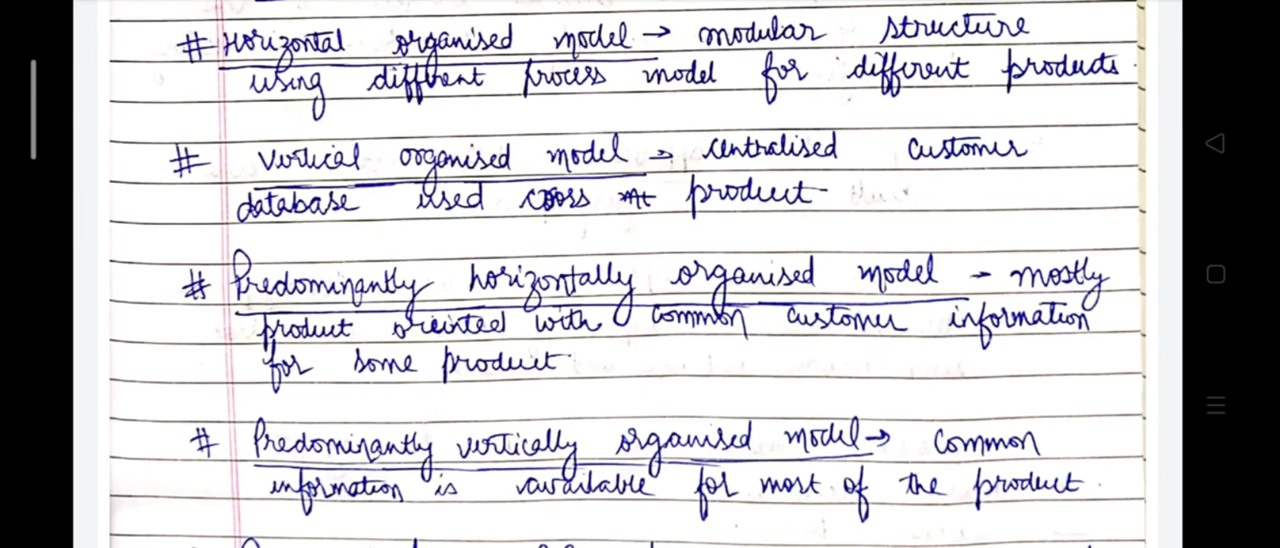 # Horizontal organised model → modular structure
using different process model for different products
# vertical organised model → centralised customer
database used cross product
# Predominantly horizontally organised model - mostly
product oriented with common customer information
for some product
# Predominantly vertically organised model → common
information is available for most of the product.